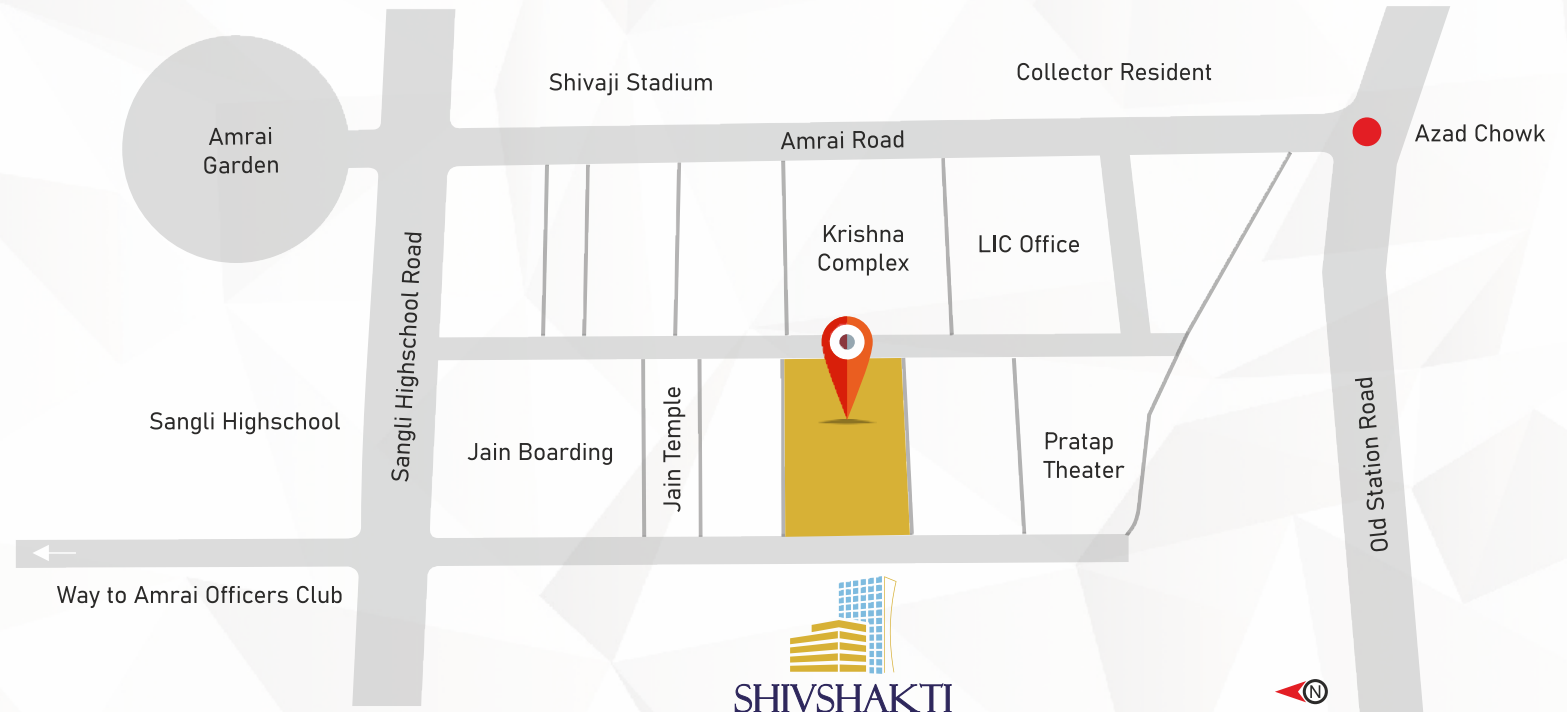 Shivaji Stadium
Collector Resident
Amrai
Garden
Amrai Road
Azad Chowk
Krishna
Complex
LIC Office
Sangli Highschool Road
Sangli Highschool
Jain Boarding
Jain Temple
Pratap
Theater
Old Station Road
Way to Amrai Officers Club
SHIVSHAKTI
N